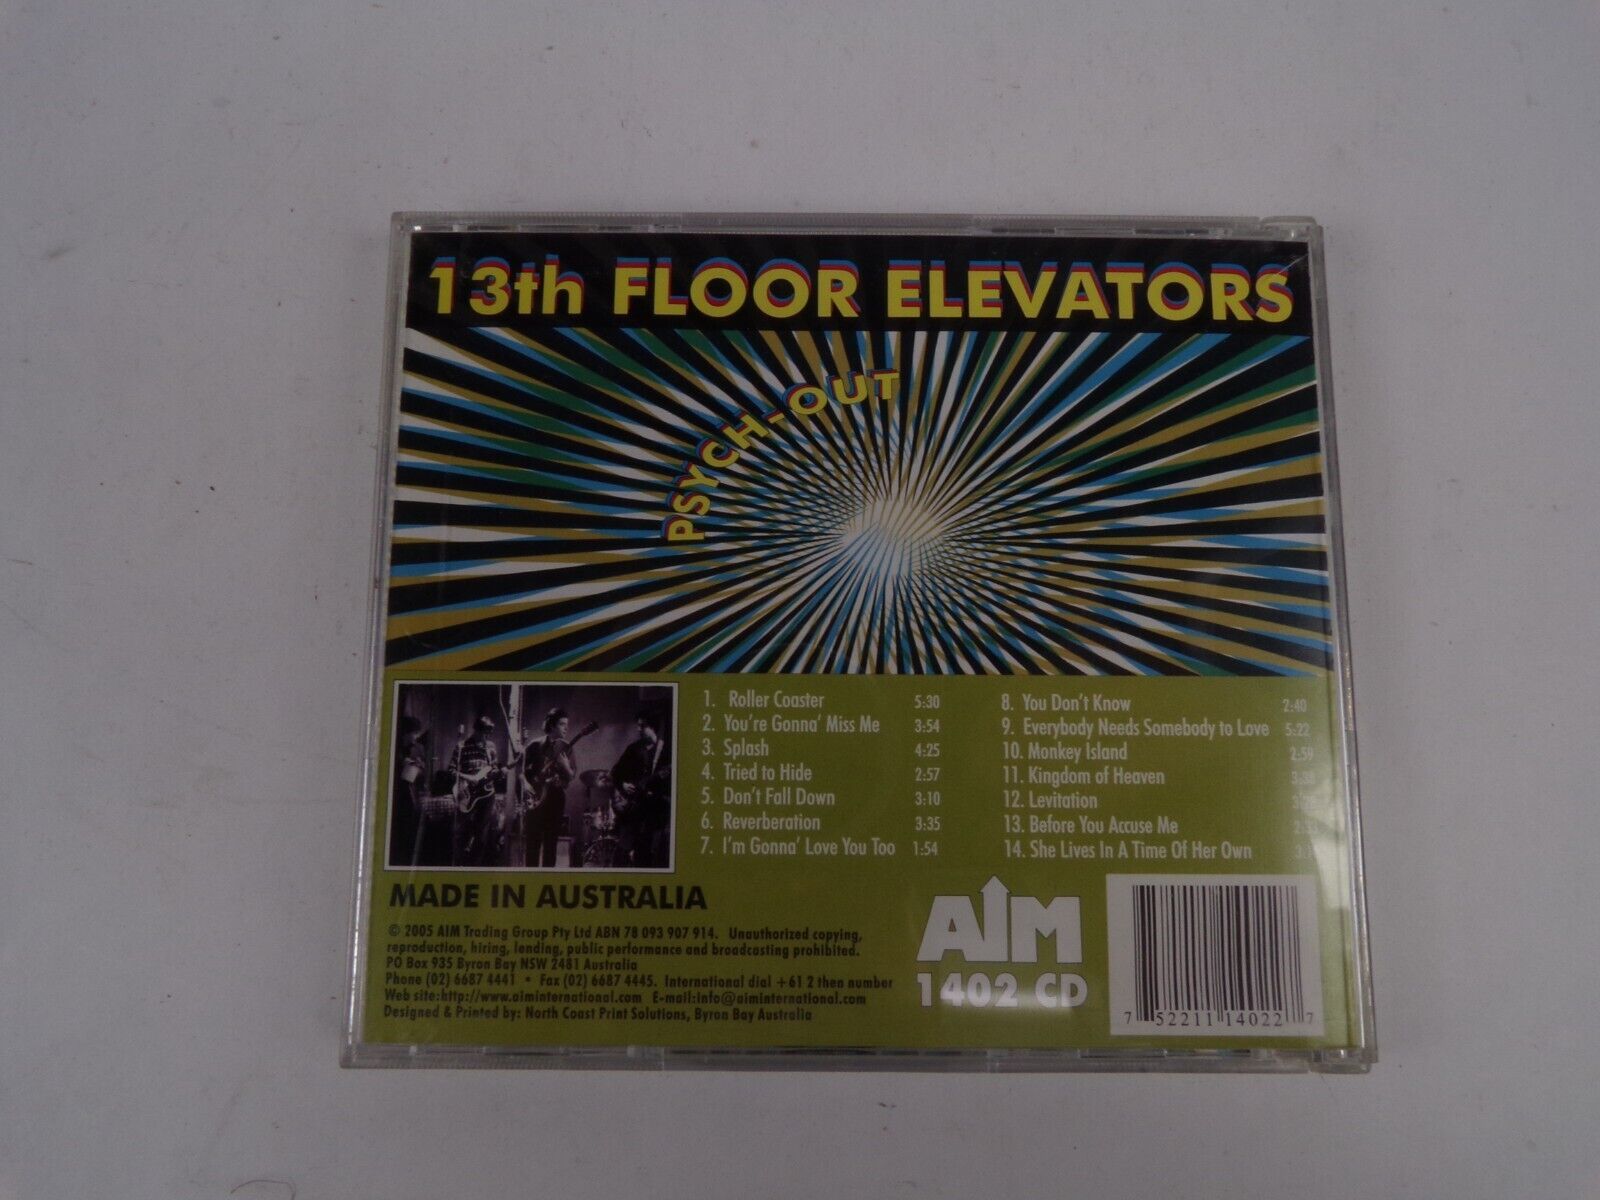 13th FLOOR ELEVATORS
PSYCH-OUT
1. Roller Coaster 5:30
2. You're Gonna' Miss Me 3:54
3. Splash 4:25
4. Tried to Hide 2:57
5. Don't Fall Down 3:10
6. Reverberation 3:35
7. I'm Gonna' Love You Too 1:54
8. You Don't Know 2:40
9. Everybody Needs Somebody to Love 5:22
10. Monkey Island 2:59
11. Kingdom of Heaven
12. Levitation
13. Before You Accuse Me
14. She Lives In A Time Of Her Own
MADE IN AUSTRALIA
© 2005 AIM Trading Group Pty Ltd ABN 78 093 907 914. Unauthorized copying,
reproduction, hiring, lending, public performance and broadcasting prohibited.
PO Box 935 Byron Bay NSW 2481 Australia
Phone (02) 6687 4441 • Fax (02) 6687 4445. International dial +61 2 then number
Web site:http://www.aiminternational.com E-mail:info@aiminternational.com
Designed & Printed by: North Coast Print Solutions, Byron Bay Australia
AIM
1402 CD
7 52211 14022 7